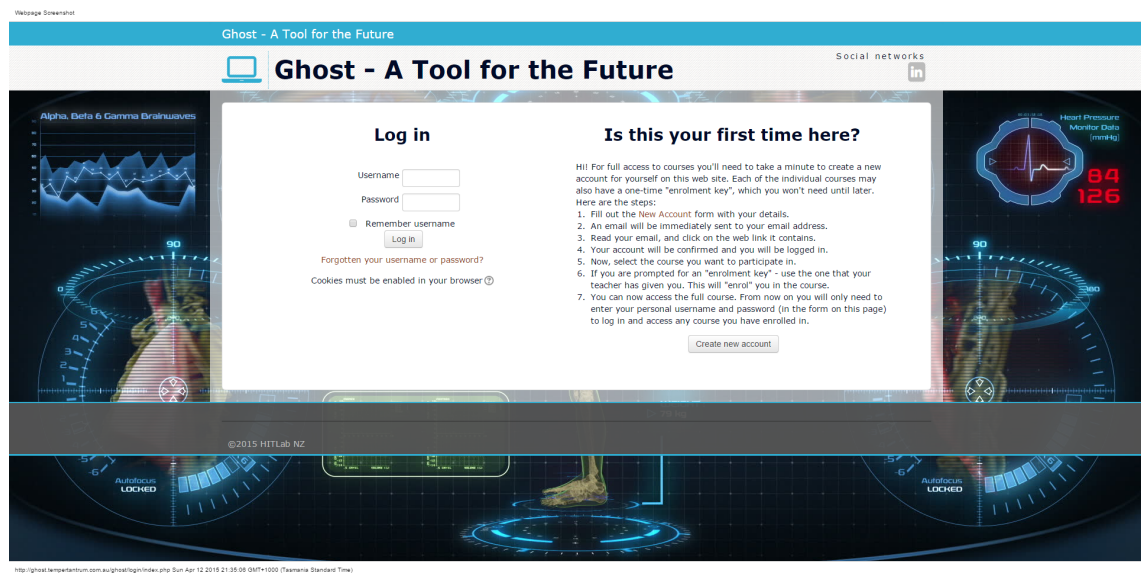 Webpage Screenshot
Ghost - A Tool for the Future
Ghost - A Tool for the Future
Social networks
in
Alpha, Beta & Gamma Brainwaves
Heart Pressure
Monitor Data
[mmHg]
84
126
Log in
Username
Password
Remember username
Log in
Forgotten your username or password?
Cookies must be enabled in your browser ?
Is this your first time here?
Hi! For full access to courses you'll need to take a minute to create a new
account for yourself on this web site. Each of the individual courses may
also have a one-time "enrolment key", which you won't need until later.
Here are the steps:
1. Fill out the New Account form with your details.
2. An email will be immediately sent to your email address.
3. Read your email, and click on the web link it contains.
4. Your account will be confirmed and you will be logged in.
5. Now, select the course you want to participate in.
6. If you are prompted for an "enrolment key" - use the one that your
teacher has given you. This will "enrol" you in the course.
7. You can now access the full course. From now on you will only need to
enter your personal username and password (in the form on this page)
to log in and access any course you have enrolled in.
Create new account
90
5
4
3
2
90
180
©2015 HITLab NZ
-5
-6
Autofocus
LOCKED
-5
-6
Autofocus
LOCKED
http://ghost.tempertantrum.com.au/ghost/login/index.php Sun Apr 12 2015 21:35:06 GMT+1000 (Tasmania Standard Time)